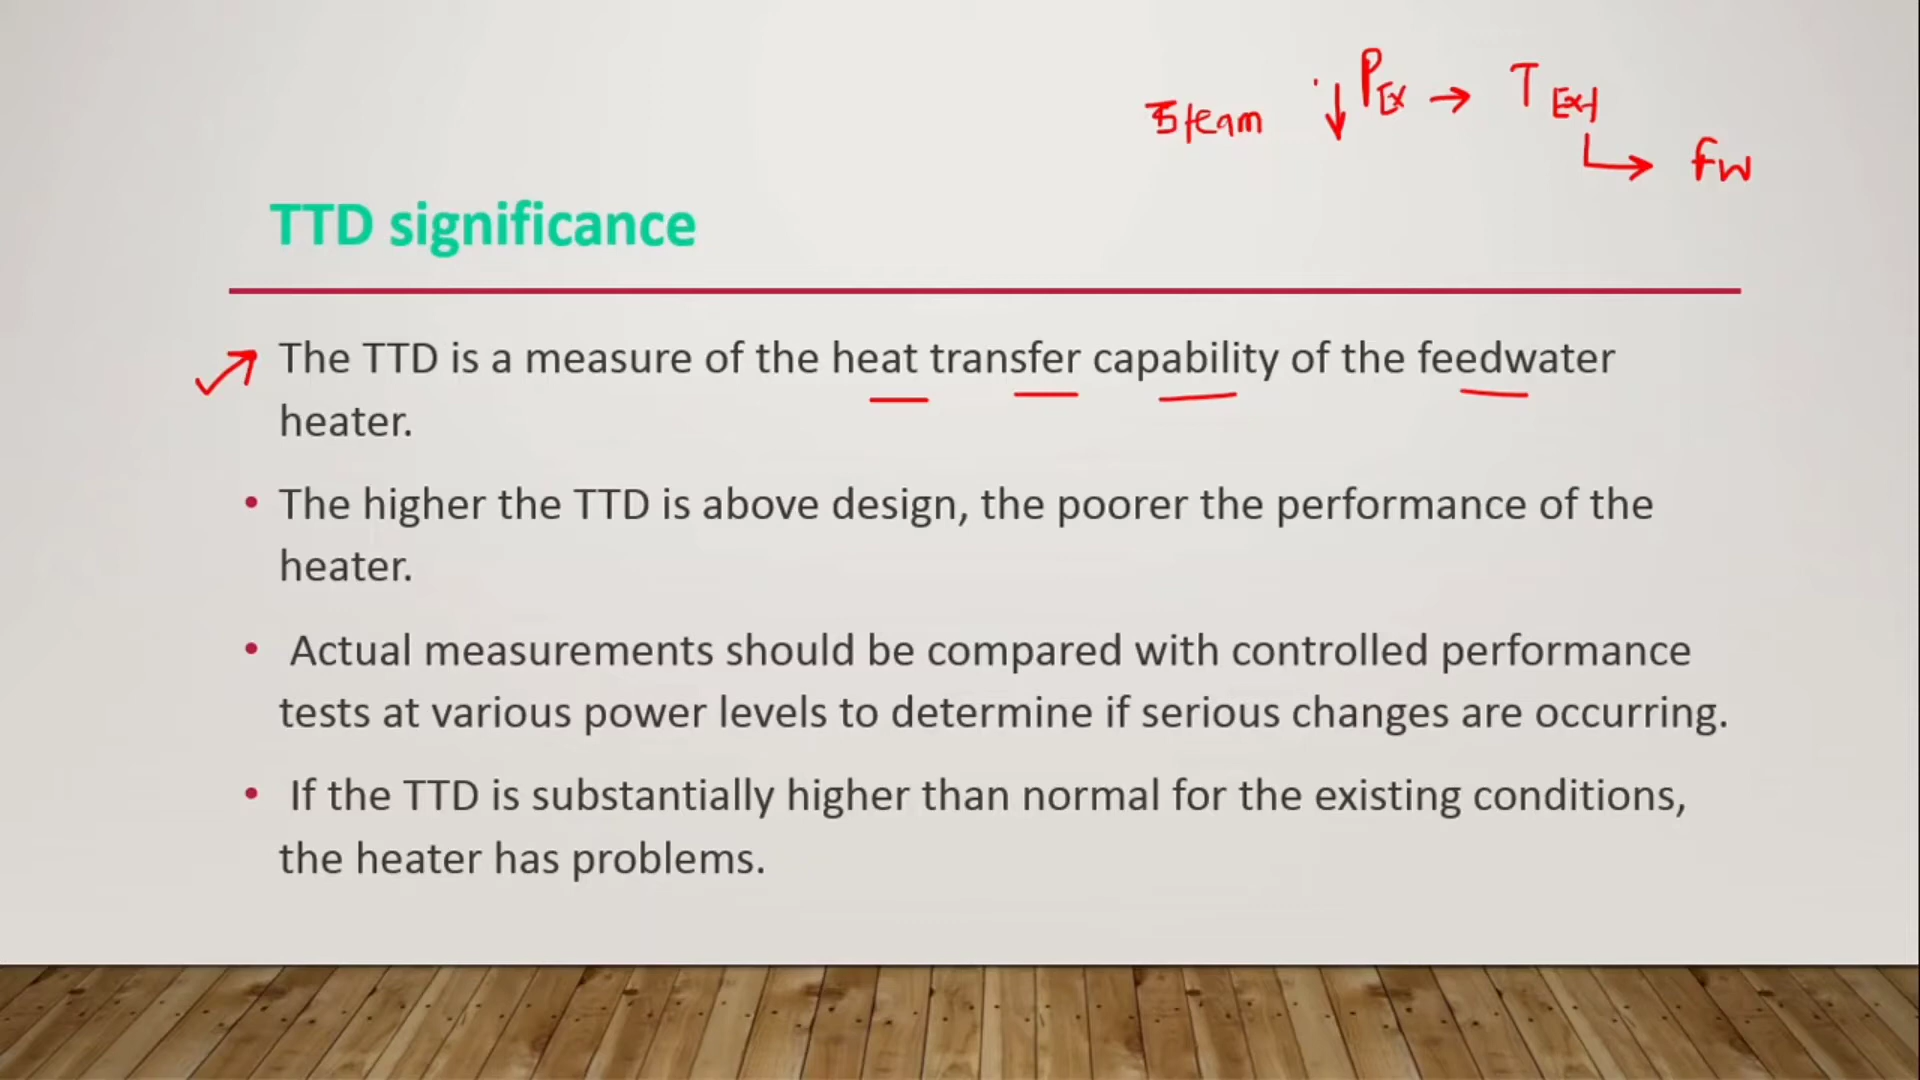 Steam ↓ PEx → TExt
↳ FW
TTD significance
The TTD is a measure of the heat transfer capability of the feedwater
heater.
• The higher the TTD is above design, the poorer the performance of the
heater.
• Actual measurements should be compared with controlled performance
tests at various power levels to determine if serious changes are occurring.
• If the TTD is substantially higher than normal for the existing conditions,
the heater has problems.